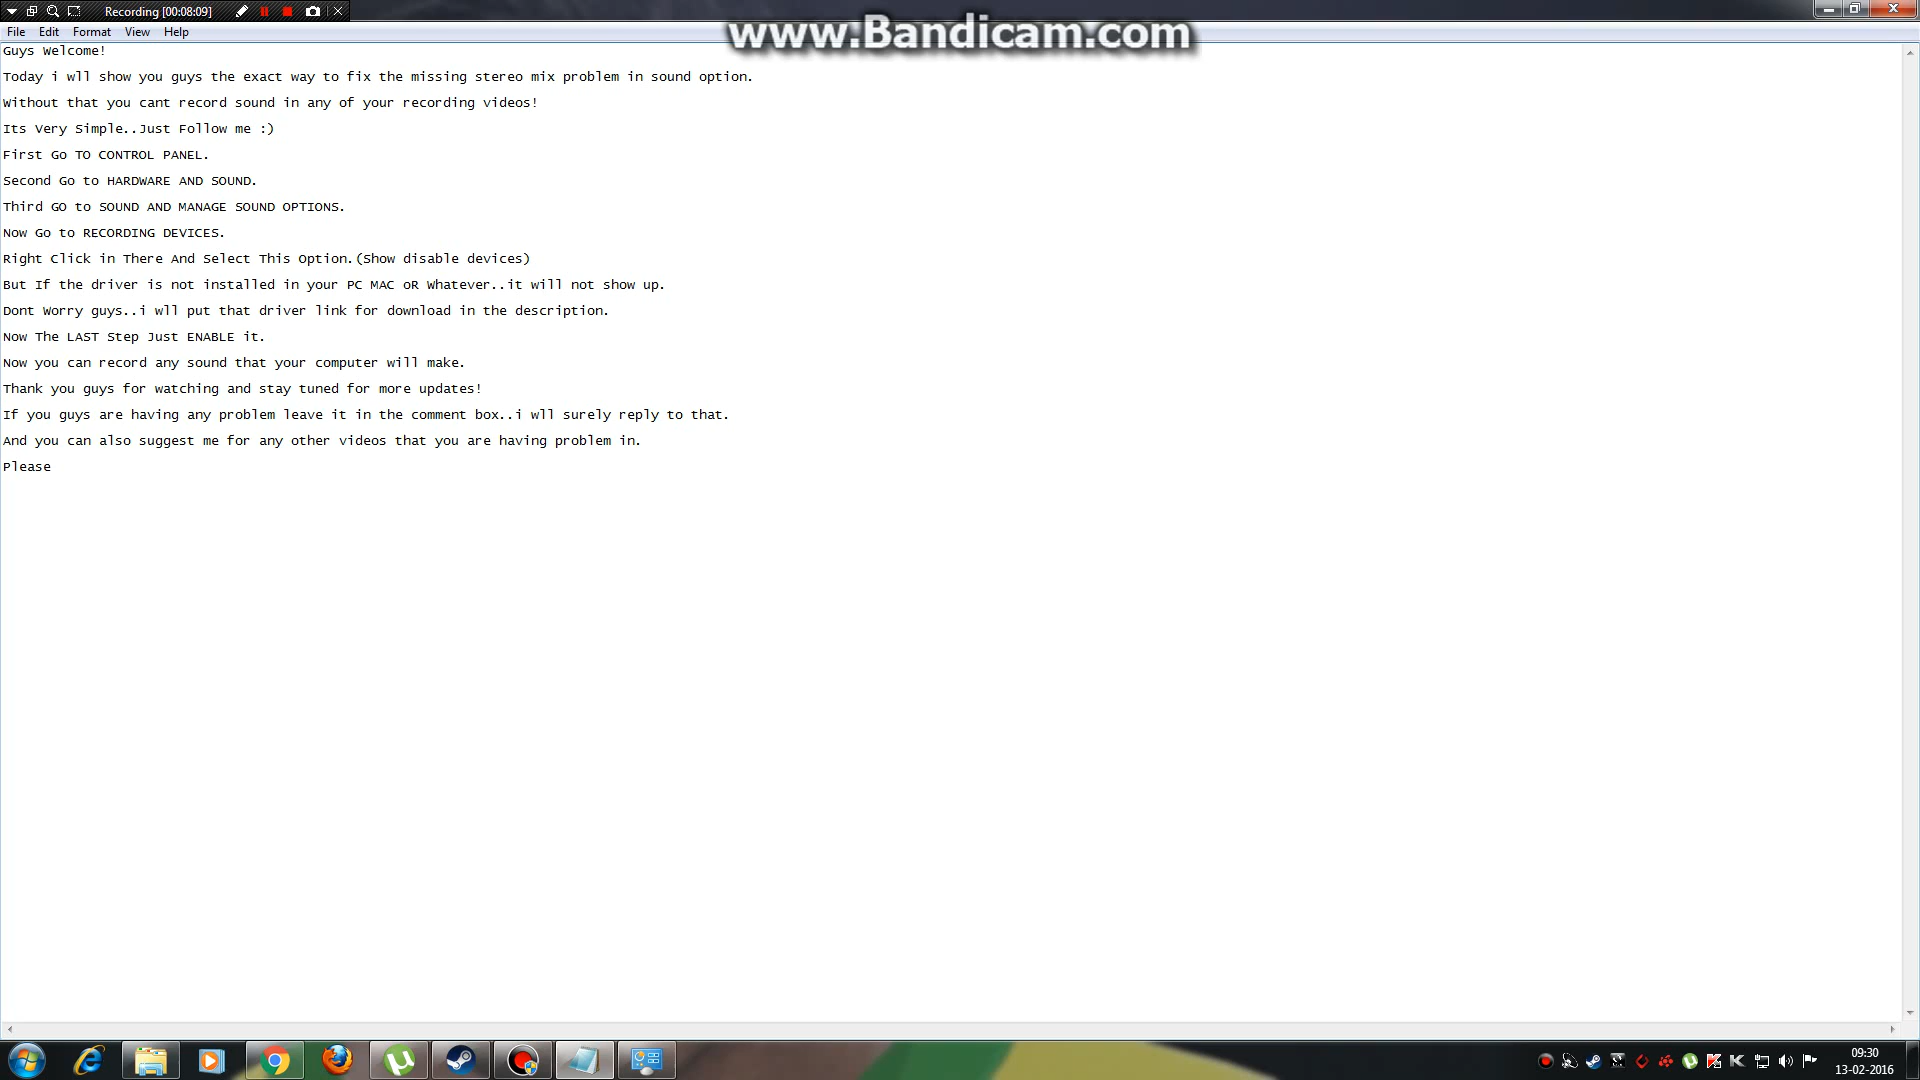 Recording [00:08:09]
www.Bandicam.com
File Edit Format View Help
Guys Welcome!
Today i wll show you guys the exact way to fix the missing stereo mix problem in sound option.
Without that you cant record sound in any of your recording videos!
Its Very Simple..Just Follow me :)
First Go TO CONTROL PANEL.
Second Go to HARDWARE AND SOUND.
Third GO to SOUND AND MANAGE SOUND OPTIONS.
Now Go to RECORDING DEVICES.
Right Click in There And Select This Option.(Show disable devices)
But If the driver is not installed in your PC MAC oR Whatever..it will not show up.
Dont Worry guys..i wll put that driver link for download in the description.
Now The LAST Step Just ENABLE it.
Now you can record any sound that your computer will make.
Thank you guys for watching and stay tuned for more updates!
If you guys are having any problem leave it in the comment box..i wll surely reply to that.
And you can also suggest me for any other videos that you are having problem in.
Please
09:30
13-02-2016